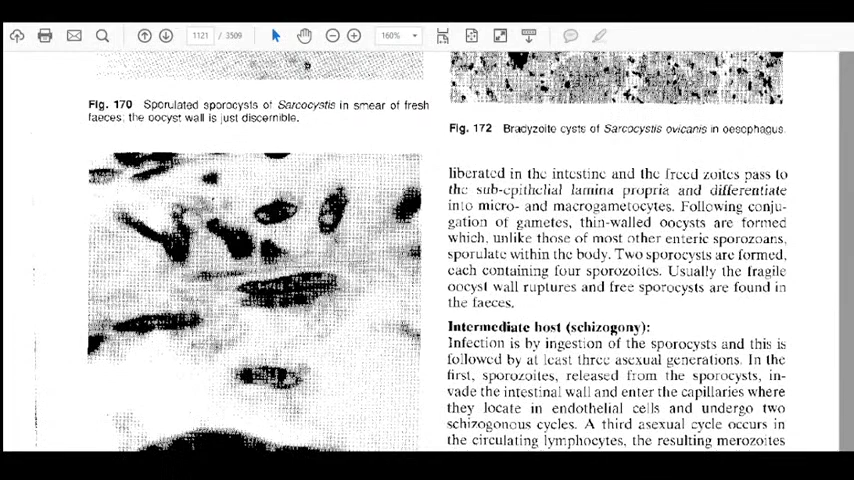 1121 / 3509
160%
Fig. 170 Sporulated sporocysts of Sarcocystis in smear of fresh
faeces; the oocyst wall is just discernible.
Fig. 172 Bradyzoite cysts of Sarcocystis ovicanis in oesophagus.
liberated in the intestine and the freed zoites pass to
the sub-epithelial lamina propria and differentiate
into micro- and macrogametocytes. Following conju-
gation of gametes, thin-walled oocysts are formed
which, unlike those of most other enteric sporozoans,
sporulate within the body. Two sporocysts are formed,
each containing four sporozoites. Usually the fragile
oocyst wall ruptures and free sporocysts are found in
the faeces.
Intermediate host (schizogony):
Infection is by ingestion of the sporocysts and this is
followed by at least three asexual generations. In the
first, sporozoites, released from the sporocysts, in-
vade the intestinal wall and enter the capillaries where
they locate in endothelial cells and undergo two
schizogonous cycles. A third asexual cycle occurs in
the circulating lymphocytes, the resulting merozoites